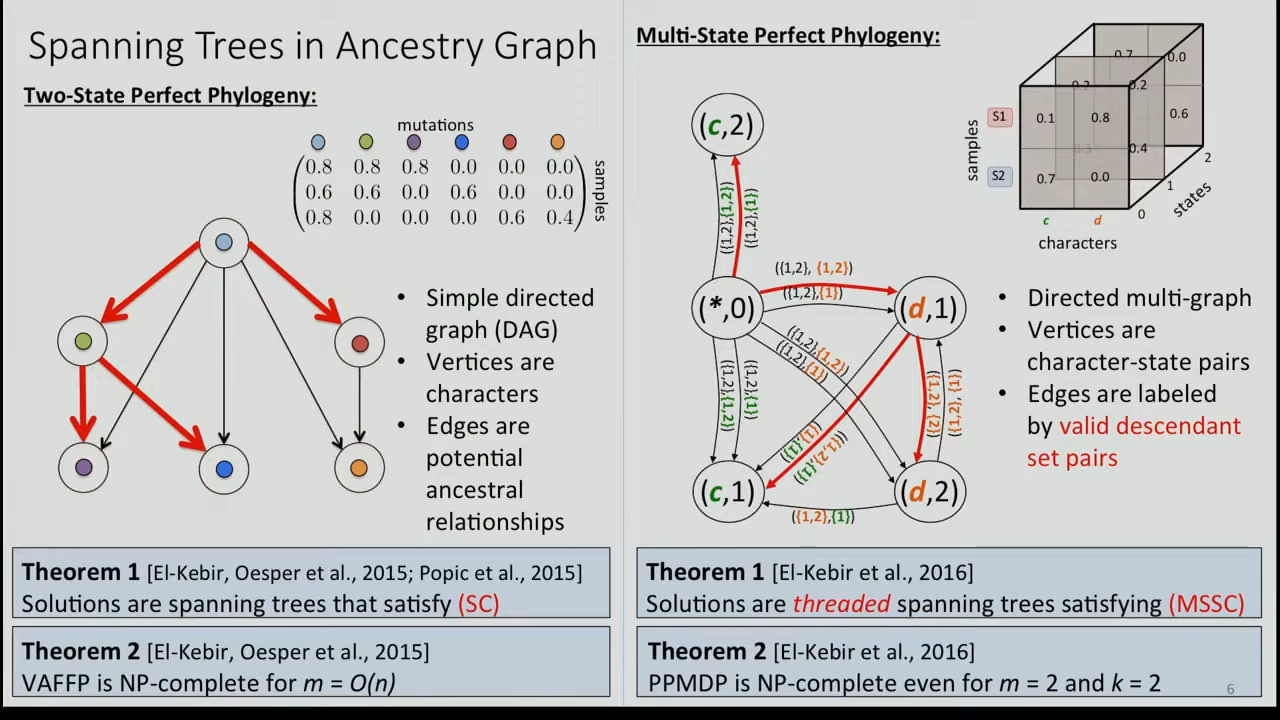 Spanning Trees in Ancestry Graph
Two-State Perfect Phylogeny:
mutations
0.8 0.8 0.8 0.0 0.0 0.0
0.6 0.6 0.0 0.6 0.0 0.0
0.8 0.0 0.0 0.0 0.6 0.4
samples
• Simple directed
graph (DAG)
• Vertices are
characters
• Edges are
potential
ancestral
relationships
Theorem 1 [El-Kebir, Oesper et al., 2015; Popic et al., 2015]
Solutions are spanning trees that satisfy (SC)
Theorem 2 [El-Kebir, Oesper et al., 2015]
VAFFP is NP-complete for m = O(n)
Multi-State Perfect Phylogeny:
(c,2)
({1,2},{1,2})
({1,2},{1})
({1,2}, {1,2})
({1,2},{1})
(*,0)
(d,1)
({1,2},{1,2})
({1,2},{1})
({1,2},{1,2})
({1,2},{1})
({1,2}, {2})
({1,2}, {1})
({1},{1})
({1},{1,2})
(c,1)
(d,2)
({1,2},{1})
0.7
0.0
0.2
0.2
S1
0.1
0.8
0.6
0.3
0.4
S2
0.7
0.0
samples
0
1
2
states
c
d
characters
• Directed multi-graph
• Vertices are
character-state pairs
• Edges are labeled
by valid descendant
set pairs
Theorem 1 [El-Kebir et al., 2016]
Solutions are threaded spanning trees satisfying (MSSC)
Theorem 2 [El-Kebir et al., 2016]
PPMDP is NP-complete even for m = 2 and k = 2
6